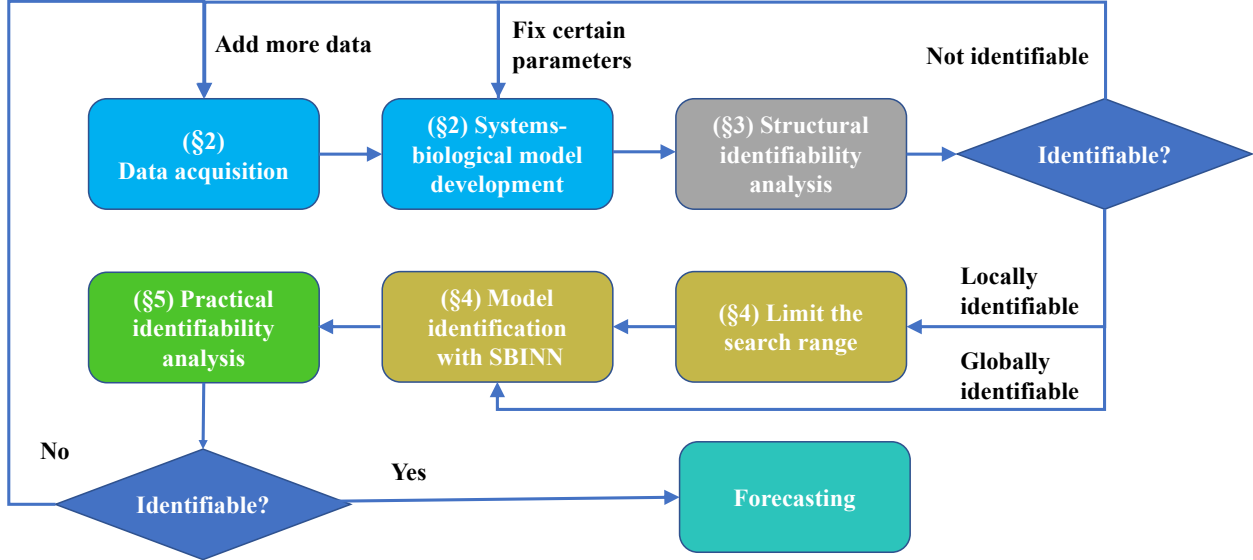 Add more data
Fix certain
parameters
Not identifiable
(§2)
Data acquisition
(§2) Systems-
biological model
development
(§3) Structural
identifiability
analysis
Identifiable?
Locally
identifiable
(§5) Practical
identifiability
analysis
(§4) Model
identification
with SBINN
(§4) Limit the
search range
Globally
identifiable
No
Yes
Identifiable?
Forecasting